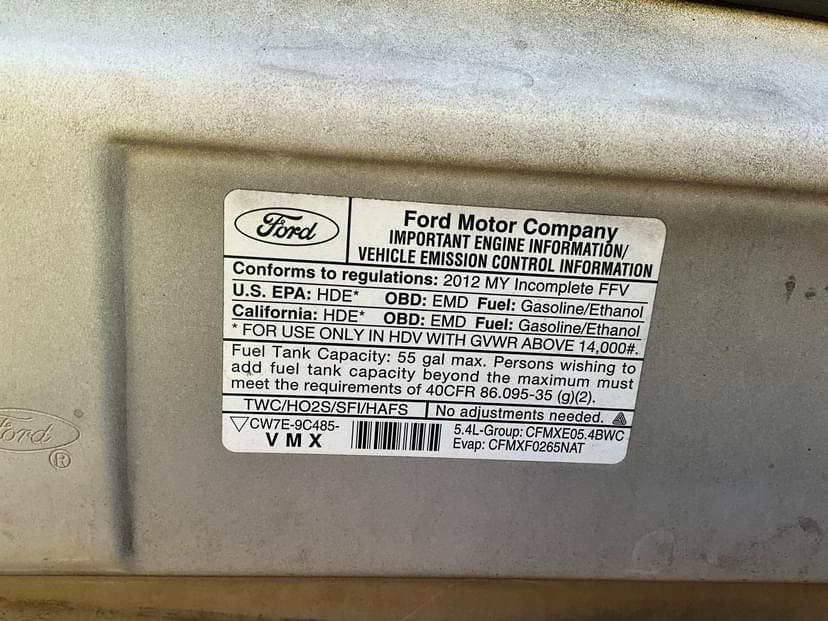 Ford
Ford Motor Company
IMPORTANT ENGINE INFORMATION/
VEHICLE EMISSION CONTROL INFORMATION
Conforms to regulations: 2012 MY Incomplete FFV
U.S. EPA: HDE* OBD: EMD Fuel: Gasoline/Ethanol
California: HDE* OBD: EMD Fuel: Gasoline/Ethanol
* FOR USE ONLY IN HDV WITH GVWR ABOVE 14,000#.
Fuel Tank Capacity: 55 gal max. Persons wishing to
add fuel tank capacity beyond the maximum must
meet the requirements of 40CFR 86.095-35 (g)(2).
TWC/HO2S/SFI/HAFS No adjustments needed.
CW7E-9C485-
VMX
5.4L-Group: CFMXE05.4BWC
Evap: CFMXF0265NAT
Ford
®